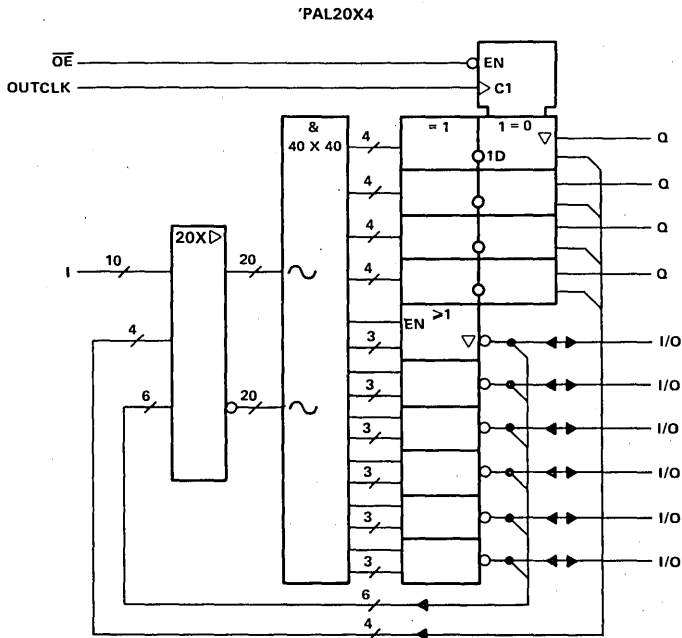 'PAL20X4
OE
EN
OUTCLK
C1
&
40 X 40
= 1
1 = 0
4
Q
1D
4
Q
20X
4
Q
I
10
20
4
Q
EN
≥1
4
3
I/O
6
20
3
I/O
3
I/O
3
I/O
3
I/O
3
I/O
6
4